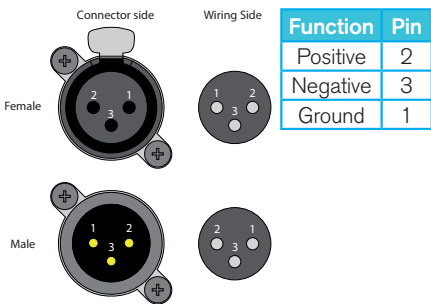 Connector side
Wiring Side
Function Pin
Positive 2
Negative 3
Ground 1
Female
2 1
3
1 2
3
Male
1 2
3
2 1
3